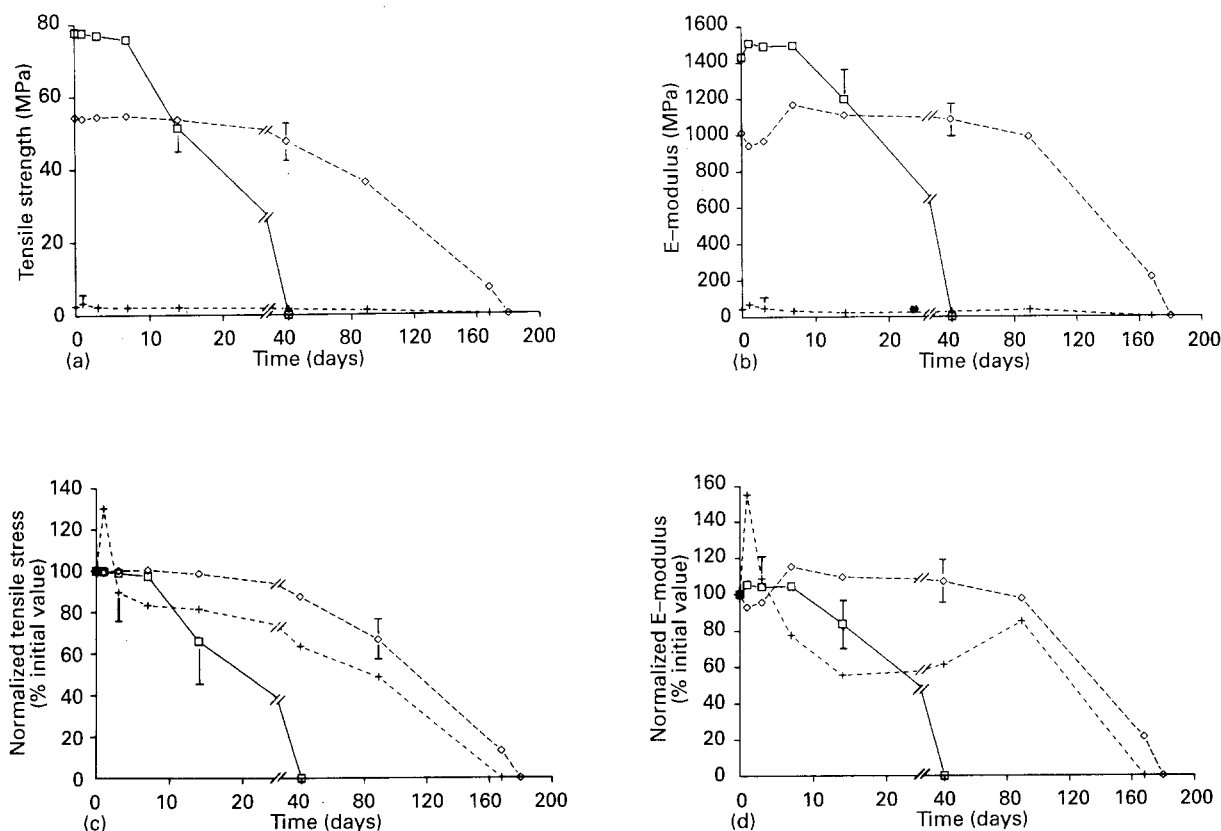 80
60
40
20
0
Tensile strength (MPa)
0 10 20 40 80 120 160 200
Time (days)
(a)
1600
1400
1200
1000
800
600
400
200
0
E–modulus (MPa)
0 10 20 40 80 120 160 200
Time (days)
(b)
140
120
100
80
60
40
20
0
Normalized tensile stress
(% initial value)
0 10 20 40 80 120 160 200
Time (days)
(c)
160
140
120
100
80
60
40
20
0
Normalized E–modulus
(% initial value)
0 10 20 40 80 120 160 200
Time (days)
(d)